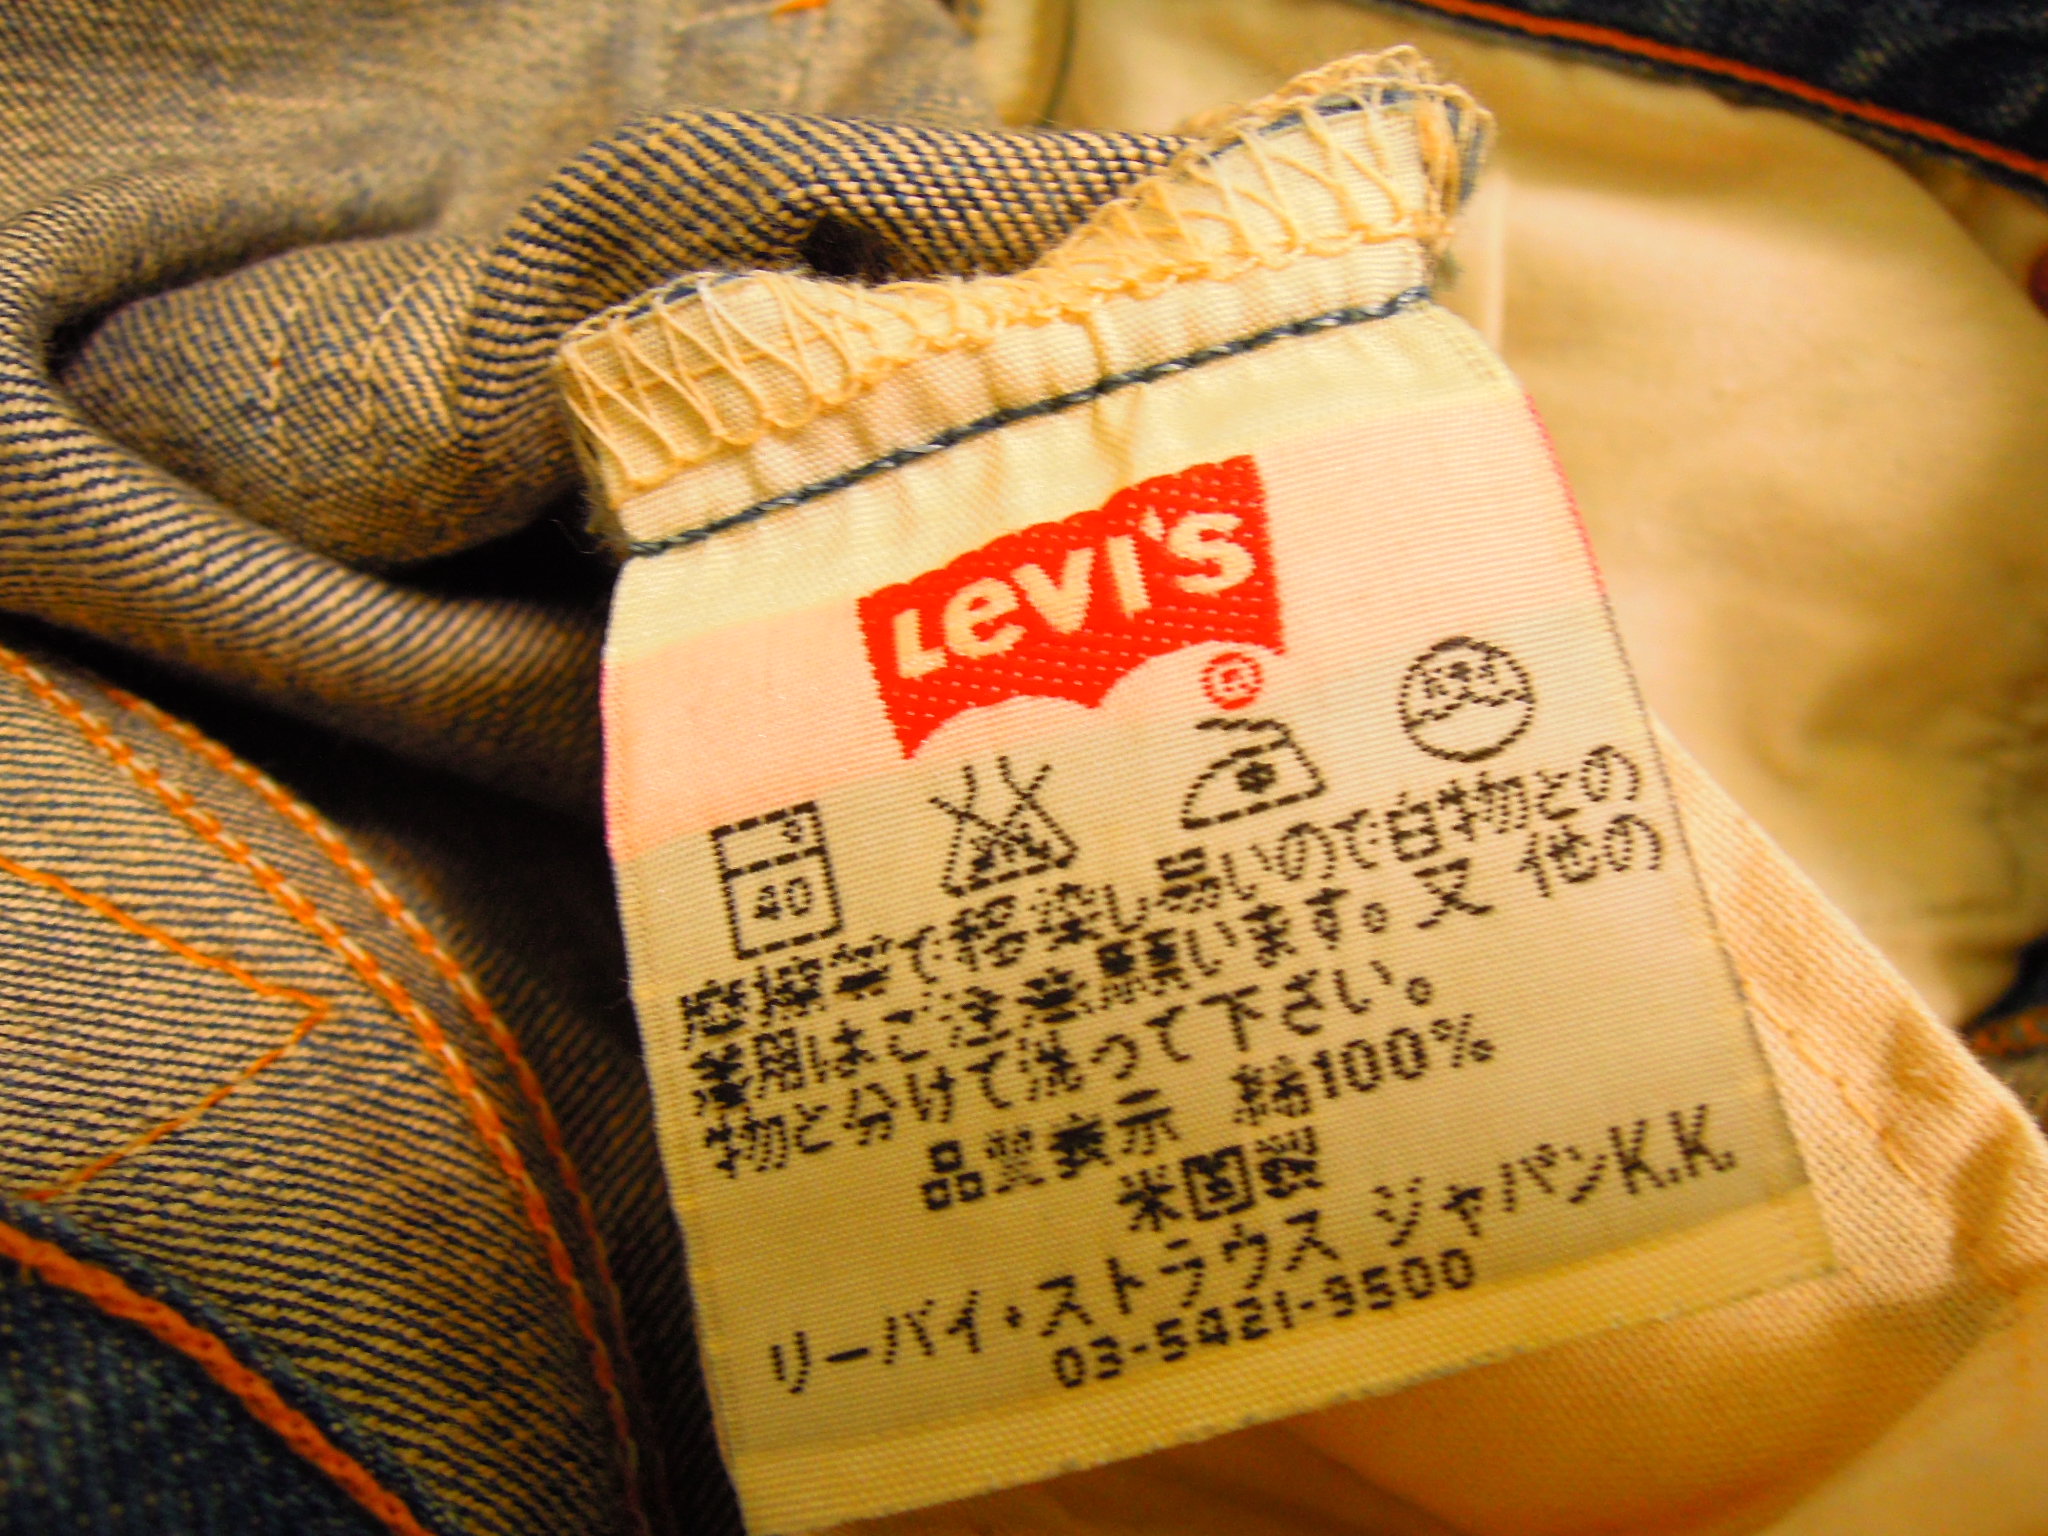 LEVI'S
®
40
摩擦等で移染し易いので白物との
着用はご注意願います。又 他の
物と分けて洗って下さい。
品質表示 綿100%
米国製
リーバイ・ストラウス ジャパンK.K.
03-5421-9500